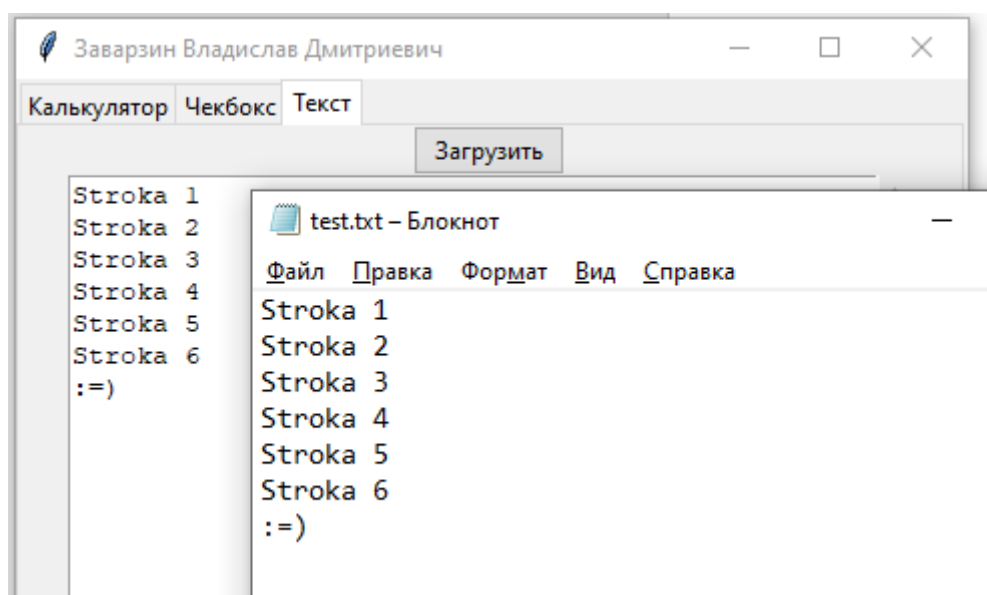 Заварзин Владислав Дмитриевич
Калькулятор Чекбокс Текст
Загрузить
Stroka 1
Stroka 2
Stroka 3
Stroka 4
Stroka 5
Stroka 6
:=)
test.txt – Блокнот
Файл Правка Формат Вид Справка
Stroka 1
Stroka 2
Stroka 3
Stroka 4
Stroka 5
Stroka 6
:=)